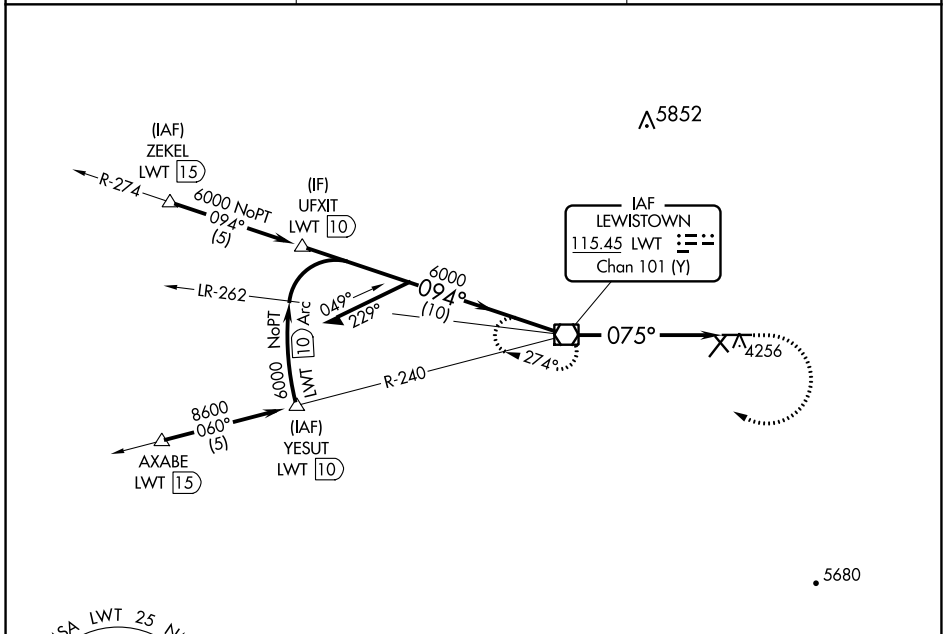 5852
(IAF)
ZEKEL
LWT 15
R-274
6000 NoPT
094°
(5)
(IF)
UFXIT
LWT 10
IAF
LEWISTOWN
115.45 LWT
Chan 101 (Y)
LR-262
049°
229°
6000
094°
(10)
6000 NoPT
LWT 10 Arc
075°
4256
274°
R-240
8600
060°
(5)
(IAF)
YESUT
LWT 10
AXABE
LWT 15
5680
LWT 25